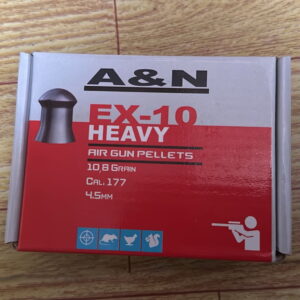 A&N
EX-10
HEAVY
AIR GUN PELLETS
10,8 GRAIN
CAL.177
4.5MM